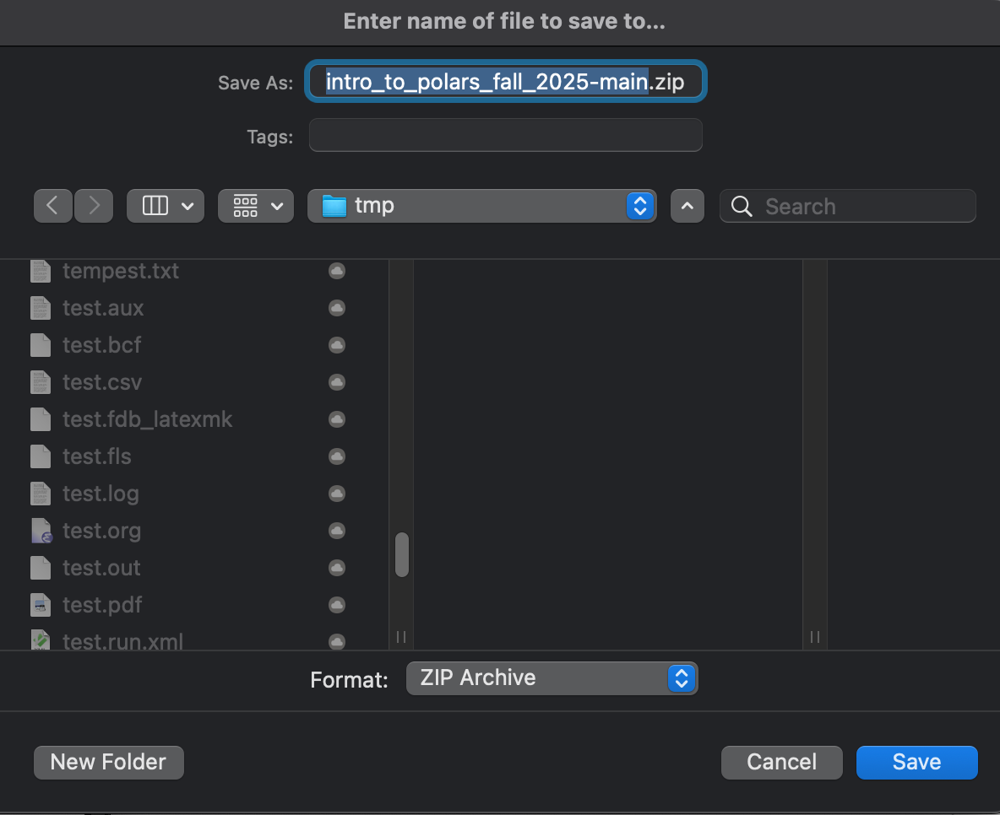 Enter name of file to save to...
Save As: intro_to_polars_fall_2025-main.zip
Tags:
tmp
Search
tempest.txt
test.aux
test.bcf
test.csv
test.fdb_latexmk
test.fls
test.log
test.org
test.out
test.pdf
test.run.xml
Format: ZIP Archive
New Folder Cancel Save